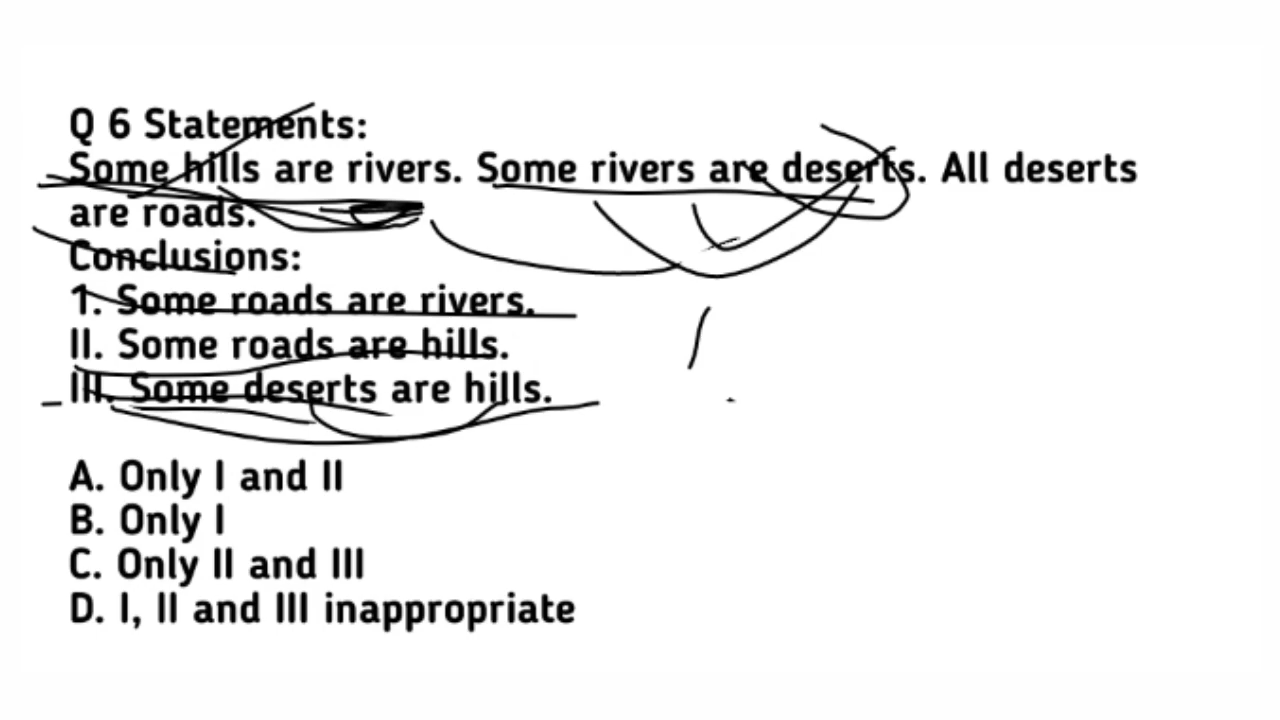 Q 6 Statements:
Some hills are rivers. Some rivers are deserts. All deserts
are roads.
Conclusions:
1. Some roads are rivers.
II. Some roads are hills.
III. Some deserts are hills.
A. Only I and II
B. Only I
C. Only II and III
D. I, II and III inappropriate